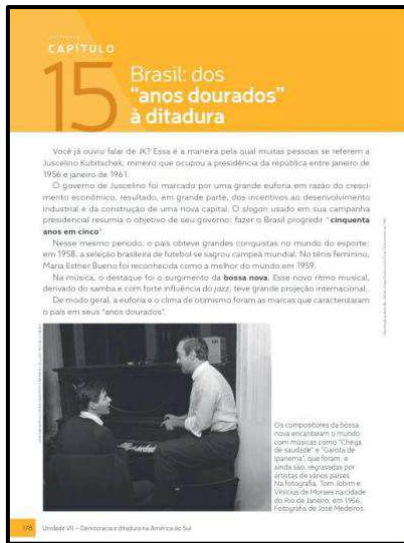 CAPÍTULO
15
Brasil: dos
“anos dourados”
à ditadura
Você já ouviu falar de JK? Essa é a maneira pela qual muitas pessoas se referem a
Juscelino Kubitschek, mineiro que ocupou a presidência da república entre janeiro de
1956 e janeiro de 1961.
O governo de Juscelino foi marcado por uma grande euforia em razão do cresci-
mento econômico, resultado, em grande parte, dos incentivos ao desenvolvimento
industrial e da construção de uma nova capital. O slogan usado em sua campanha
presidencial resumia o objetivo de seu governo: fazer o Brasil progredir “cinquenta
anos em cinco”.
Nesse mesmo período, o país obteve grandes conquistas no mundo do esporte:
em 1958, a seleção brasileira de futebol se sagrou campeã mundial. No tênis feminino,
Maria Esther Bueno foi reconhecida como a melhor do mundo em 1959.
Na música, o destaque foi o surgimento da bossa nova. Esse novo ritmo musical,
derivado do samba e com forte influência do jazz, teve grande projeção internacional.
De modo geral, a euforia e o clima de otimismo foram as marcas que caracterizaram
o país em seus “anos dourados”.
Os compositores da bossa
nova encantaram o mundo
com músicas como “Chega
de saudade” e “Garota de
Ipanema”, que foram, e
ainda são, regravadas por
artistas de vários países.
Na fotografia, Tom Jobim e
Vinicius de Moraes na cidade
do Rio de Janeiro, em 1956.
Fotografia de José Medeiros.
178
Unidade VII – Democracia e ditadura na América do Sul